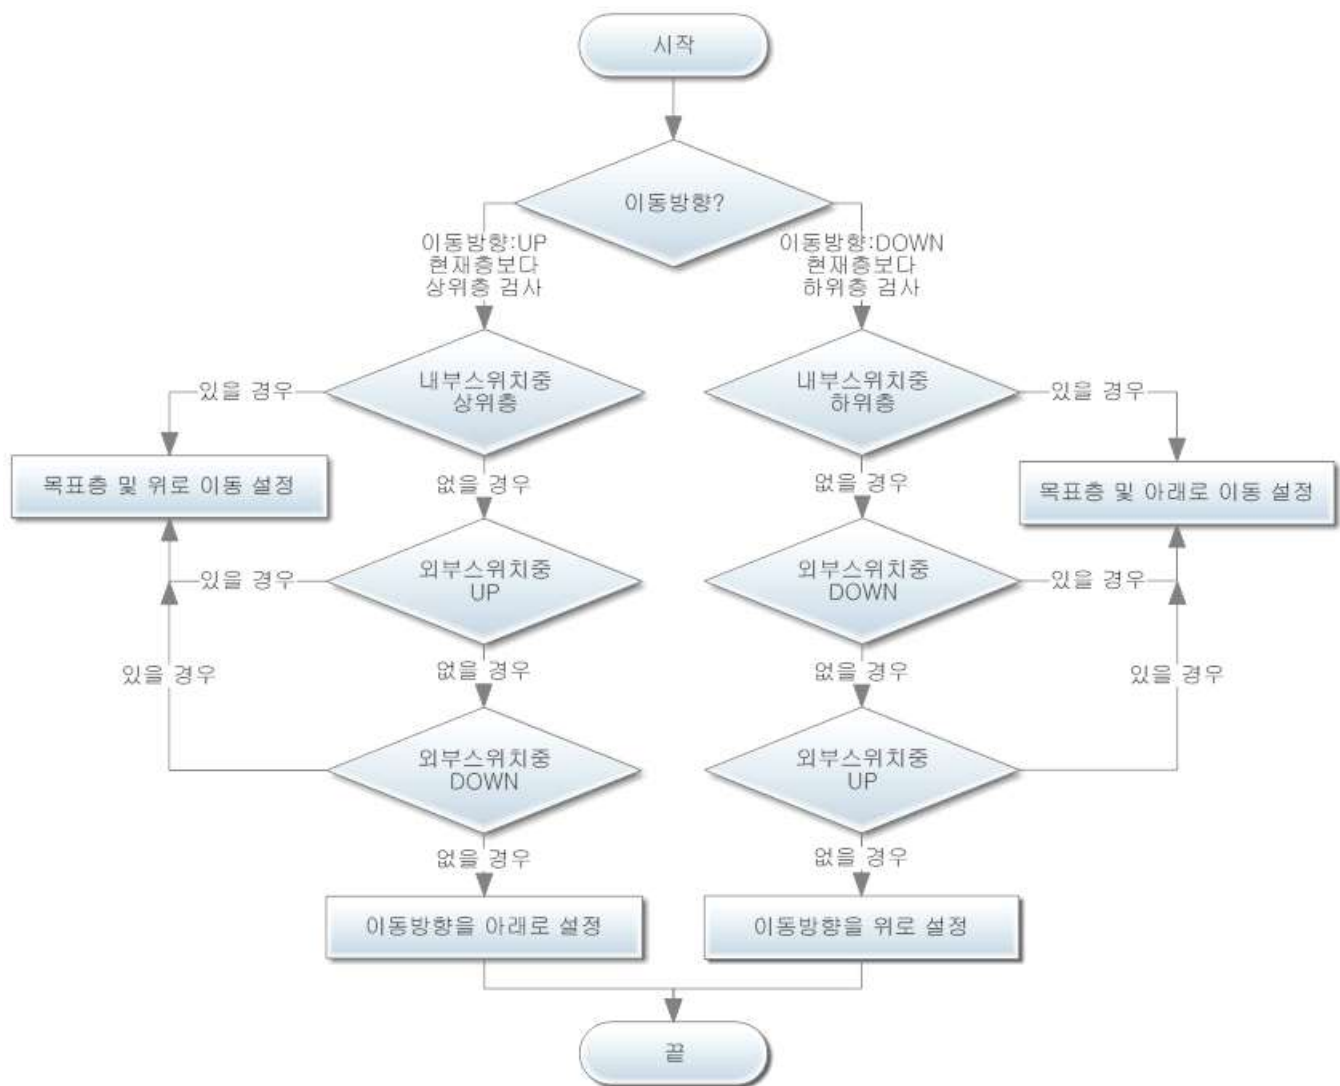 시작
이동방향?
이동방향:UP
현재층보다
상위층 검사
이동방향:DOWN
현재층보다
하위층 검사
내부스위치중
상위층
내부스위치중
하위층
있을 경우
있을 경우
목표층 및 위로 이동 설정
없을 경우
없을 경우
목표층 및 아래로 이동 설정
외부스위치중
UP
외부스위치중
DOWN
있을 경우
있을 경우
없을 경우
없을 경우
있을 경우
있을 경우
외부스위치중
DOWN
외부스위치중
UP
없을 경우
없을 경우
이동방향을 아래로 설정
이동방향을 위로 설정
끝